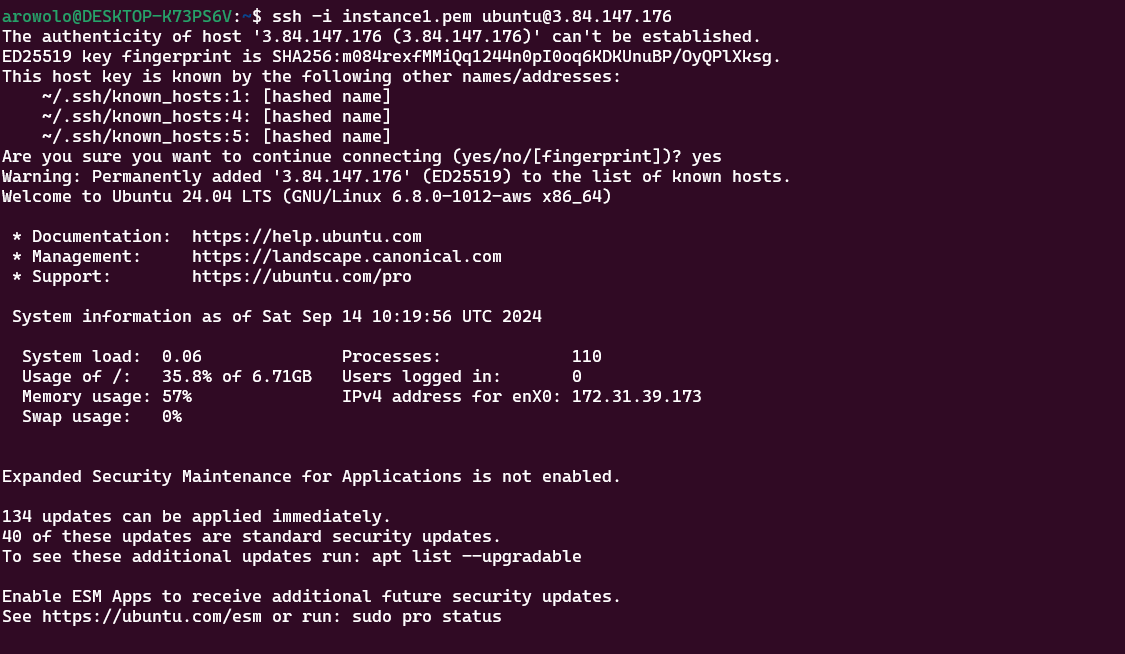 arowolo@DESKTOP-K73PS6V:~$ ssh -i instance1.pem ubuntu@3.84.147.176
The authenticity of host '3.84.147.176 (3.84.147.176)' can't be established.
ED25519 key fingerprint is SHA256:m084rexfMMiQq1244n0pI0oq6KDKUnuBP/OyQPlXksg.
This host key is known by the following other names/addresses:
    ~/.ssh/known_hosts:1: [hashed name]
    ~/.ssh/known_hosts:4: [hashed name]
    ~/.ssh/known_hosts:5: [hashed name]
Are you sure you want to continue connecting (yes/no/[fingerprint])? yes
Warning: Permanently added '3.84.147.176' (ED25519) to the list of known hosts.
Welcome to Ubuntu 24.04 LTS (GNU/Linux 6.8.0-1012-aws x86_64)

 * Documentation:  https://help.ubuntu.com
 * Management:     https://landscape.canonical.com
 * Support:        https://ubuntu.com/pro

 System information as of Sat Sep 14 10:19:56 UTC 2024

  System load:  0.06              Processes:             110
  Usage of /:   35.8% of 6.71GB   Users logged in:       0
  Memory usage: 57%               IPv4 address for enX0: 172.31.39.173
  Swap usage:   0%

Expanded Security Maintenance for Applications is not enabled.

134 updates can be applied immediately.
40 of these updates are standard security updates.
To see these additional updates run: apt list --upgradable

Enable ESM Apps to receive additional future security updates.
See https://ubuntu.com/esm or run: sudo pro status